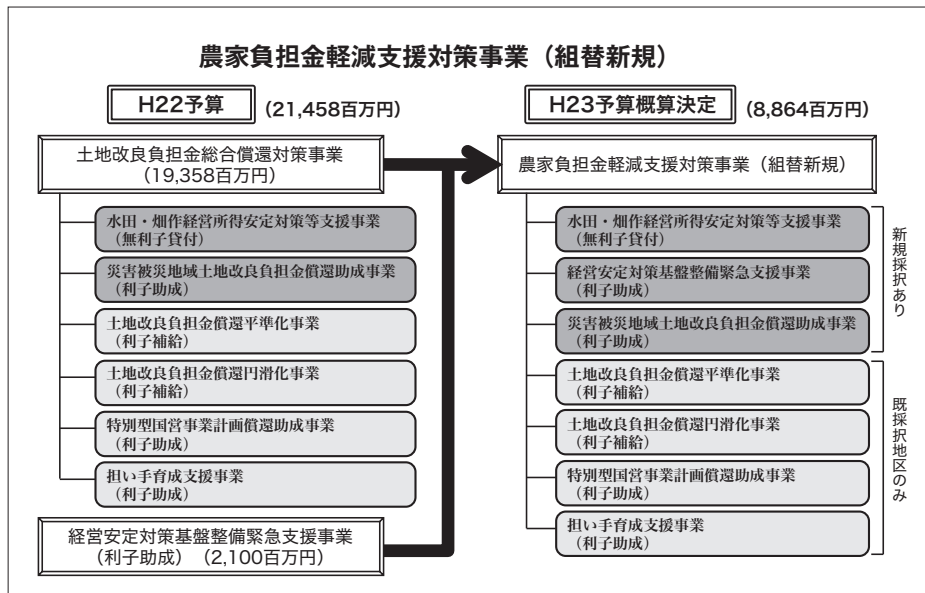 農家負担金軽減支援対策事業（組替新規）
H22予算
（21,458百万円）
土地改良負担金総合償還対策事業
（19,358百万円）
水田・畑作経営所得安定対策等支援事業
（無利子貸付）
災害被災地域土地改良負担金償還助成事業
（利子助成）
土地改良負担金償還平準化事業
（利子補給）
土地改良負担金償還円滑化事業
（利子補給）
特別型国営事業計画償還助成事業
（利子助成）
担い手育成支援事業
（利子助成）
経営安定対策基盤整備緊急支援事業
（利子助成）（2,100百万円）
H23予算概算決定
（8,864百万円）
農家負担金軽減支援対策事業（組替新規）
水田・畑作経営所得安定対策等支援事業
（無利子貸付）
経営安定対策基盤整備緊急支援事業
（利子助成）
災害被災地域土地改良負担金償還助成事業
（利子助成）
新規採択あり
土地改良負担金償還平準化事業
（利子補給）
土地改良負担金償還円滑化事業
（利子補給）
特別型国営事業計画償還助成事業
（利子助成）
担い手育成支援事業
（利子助成）
既採択地区のみ